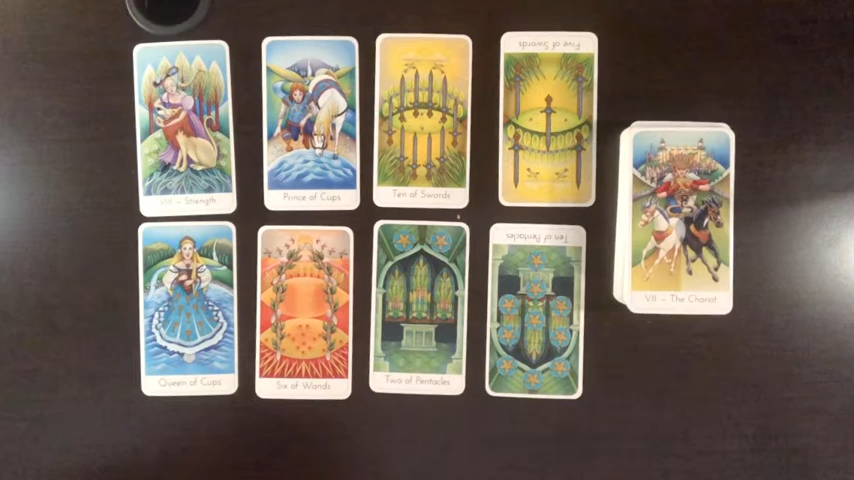 VIII - Strength
Prince of Cups
Ten of Swords
Five of Swords
Queen of Cups
Six of Wands
Two of Pentacles
Ten of Pentacles
VII - The Chariot